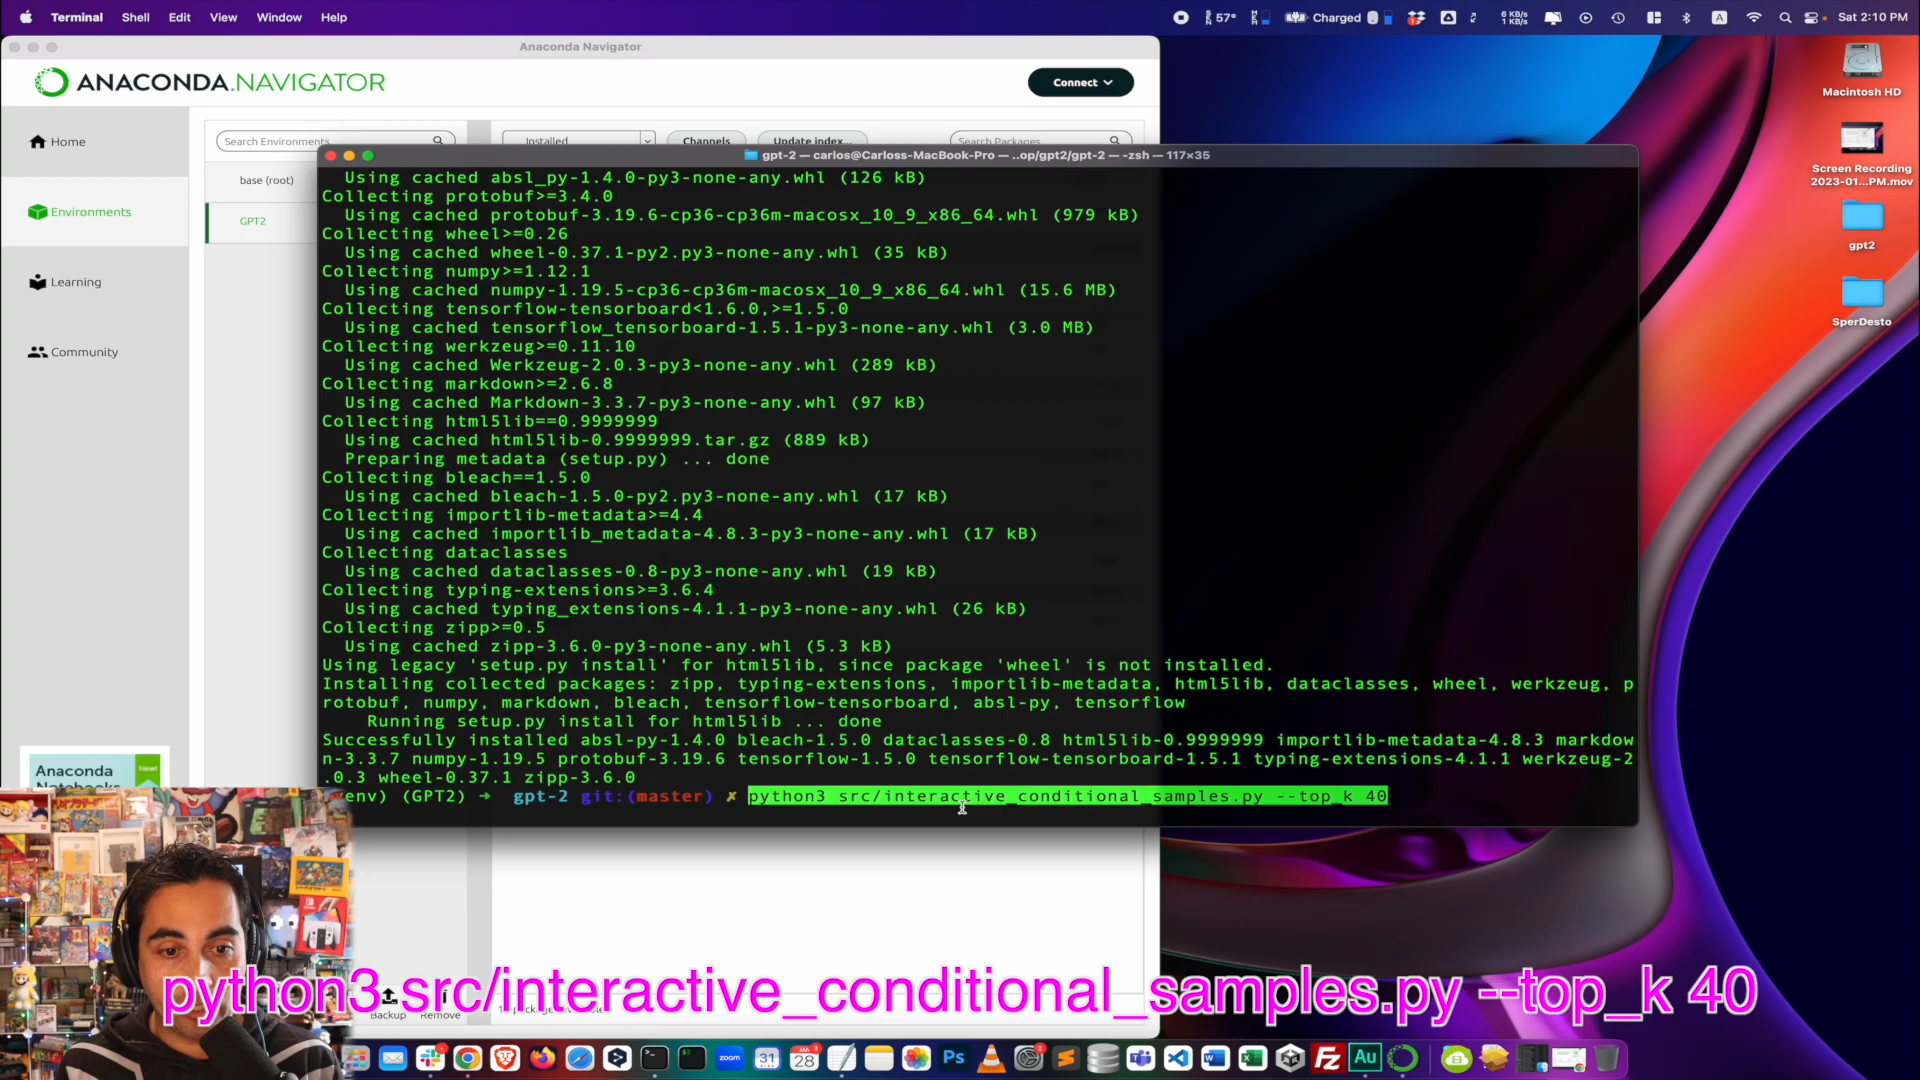 Terminal Shell Edit View Window Help
57° Charged 6 KB/s 1 KB/s A Sat 2:10 PM
Anaconda Navigator
ANACONDA.NAVIGATOR
Connect
Home
Environments
Learning
Community
Search Environments
base (root)
GPT2
Installed Channels Update index... Search Packages
gpt-2 — carlos@Carloss-MacBook-Pro — ..op/gpt2/gpt-2 — -zsh — 117×35
Using cached absl_py-1.4.0-py3-none-any.whl (126 kB)
Collecting protobuf>=3.4.0
Using cached protobuf-3.19.6-cp36-cp36m-macosx_10_9_x86_64.whl (979 kB)
Collecting wheel>=0.26
Using cached wheel-0.37.1-py2.py3-none-any.whl (35 kB)
Collecting numpy>=1.12.1
Using cached numpy-1.19.5-cp36-cp36m-macosx_10_9_x86_64.whl (15.6 MB)
Collecting tensorflow-tensorboard<1.6.0,>=1.5.0
Using cached tensorflow_tensorboard-1.5.1-py3-none-any.whl (3.0 MB)
Collecting werkzeug>=0.11.10
Using cached Werkzeug-2.0.3-py3-none-any.whl (289 kB)
Collecting markdown>=2.6.8
Using cached Markdown-3.3.7-py3-none-any.whl (97 kB)
Collecting html5lib==0.9999999
Using cached html5lib-0.9999999.tar.gz (889 kB)
Preparing metadata (setup.py) ... done
Collecting bleach==1.5.0
Using cached bleach-1.5.0-py2.py3-none-any.whl (17 kB)
Collecting importlib-metadata>=4.4
Using cached importlib_metadata-4.8.3-py3-none-any.whl (17 kB)
Collecting dataclasses
Using cached dataclasses-0.8-py3-none-any.whl (19 kB)
Collecting typing-extensions>=3.6.4
Using cached typing_extensions-4.1.1-py3-none-any.whl (26 kB)
Collecting zipp>=0.5
Using cached zipp-3.6.0-py3-none-any.whl (5.3 kB)
Using legacy 'setup.py install' for html5lib, since package 'wheel' is not installed.
Installing collected packages: zipp, typing-extensions, importlib-metadata, html5lib, dataclasses, wheel, werkzeug, p
rotobuf, numpy, markdown, bleach, tensorflow-tensorboard, absl-py, tensorflow
Running setup.py install for html5lib ... done
Successfully installed absl-py-1.4.0 bleach-1.5.0 dataclasses-0.8 html5lib-0.9999999 importlib-metadata-4.8.3 markdow
n-3.3.7 numpy-1.19.5 protobuf-3.19.6 tensorflow-1.5.0 tensorflow-tensorboard-1.5.1 typing-extensions-4.1.1 werkzeug-2
.0.3 wheel-0.37.1 zipp-3.6.0
env) (GPT2) → gpt-2 git:(master) ✗ python3 src/interactive_conditional_samples.py --top_k 40
Macintosh HD
Screen Recording
2023-01...PM.mov
gpt2
SperDesto
Anaconda
Notebooks
New!
Backup Remove
python3 src/interactive_conditional_samples.py --top_k 40
zoom 31 28 Ps Fz Au